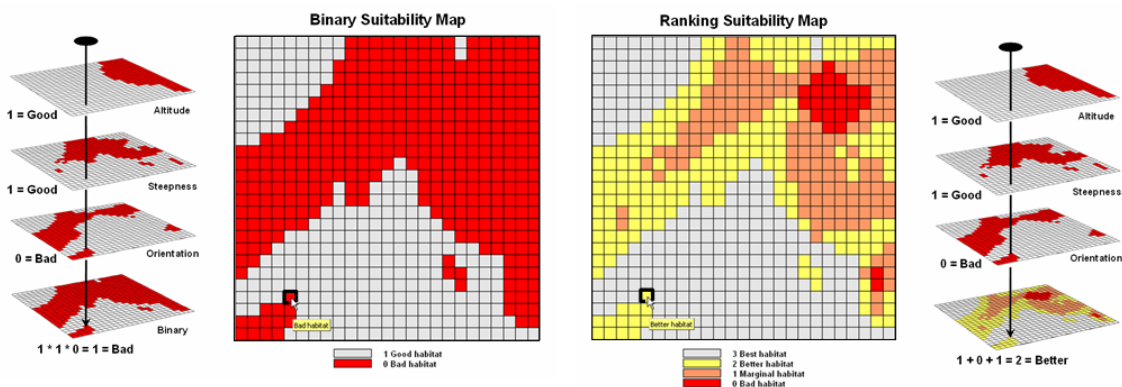 Binary Suitability Map
1 = Good
Altitude
1 = Good
Steepness
0 = Bad
Orientation
Binary
1 * 1 * 0 = 1 = Bad
Bad habitat
1 Good habitat
0 Bad habitat
Ranking Suitability Map
Better habitat
3 Best habitat
2 Better habitat
1 Marginal habitat
0 Bad habitat
1 = Good
Altitude
1 = Good
Steepness
0 = Bad
Orientation
1 + 0 + 1 = 2 = Better